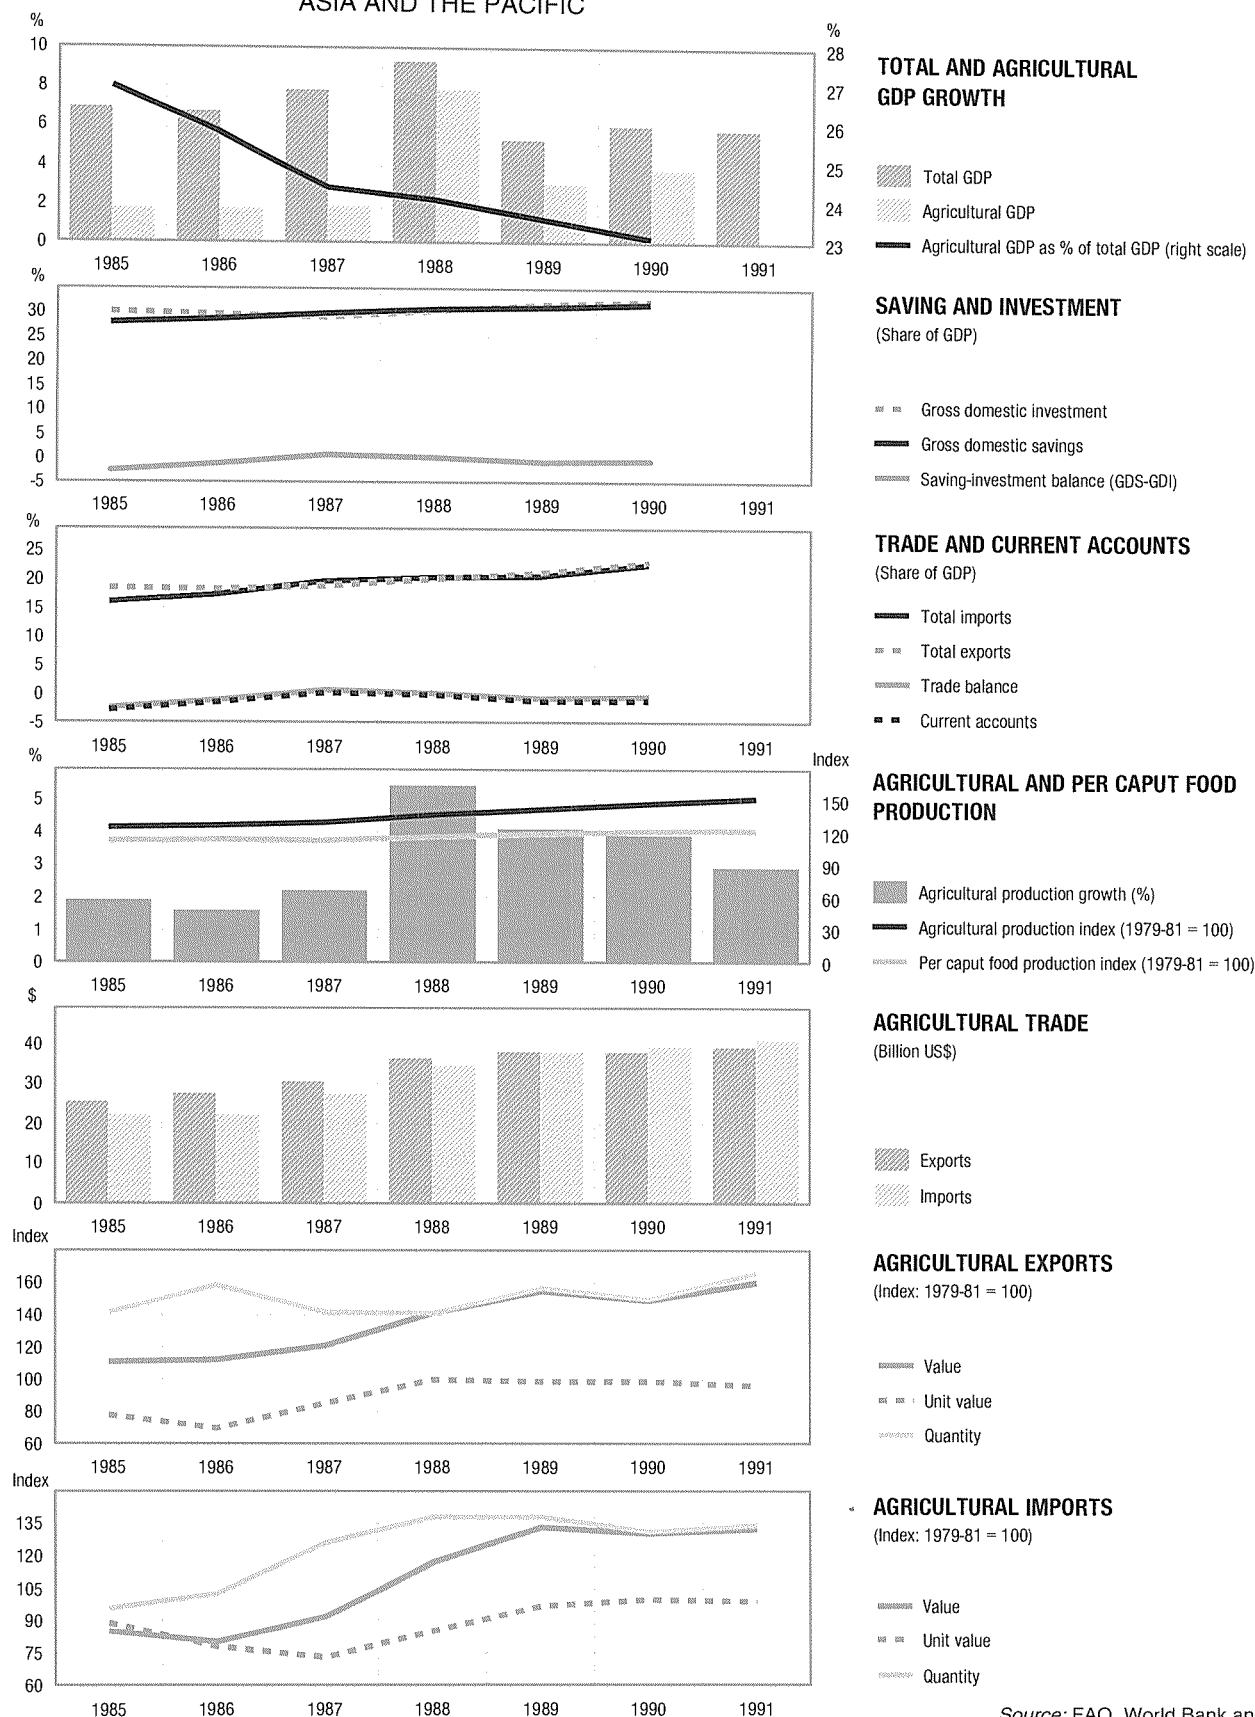 ASIA AND THE PACIFIC
%
10
8
6
4
2
0
%
28
27
26
25
24
23
1985 1986 1987 1988 1989 1990 1991
TOTAL AND AGRICULTURAL
GDP GROWTH
Total GDP
Agricultural GDP
Agricultural GDP as % of total GDP (right scale)
%
30
25
20
15
10
5
0
-5
1985 1986 1987 1988 1989 1990 1991
SAVING AND INVESTMENT
(Share of GDP)
Gross domestic investment
Gross domestic savings
Saving-investment balance (GDS-GDI)
%
25
20
15
10
5
0
-5
1985 1986 1987 1988 1989 1990 1991
TRADE AND CURRENT ACCOUNTS
(Share of GDP)
Total imports
Total exports
Trade balance
Current accounts
%
5
4
3
2
1
0
Index
150
120
90
60
30
0
1985 1986 1987 1988 1989 1990 1991
AGRICULTURAL AND PER CAPUT FOOD
PRODUCTION
Agricultural production growth (%)
Agricultural production index (1979-81 = 100)
Per caput food production index (1979-81 = 100)
$
40
30
20
10
0
1985 1986 1987 1988 1989 1990 1991
AGRICULTURAL TRADE
(Billion US$)
Exports
Imports
Index
160
140
120
100
80
60
1985 1986 1987 1988 1989 1990 1991
AGRICULTURAL EXPORTS
(Index: 1979-81 = 100)
Value
Unit value
Quantity
Index
135
120
105
90
75
60
1985 1986 1987 1988 1989 1990 1991
AGRICULTURAL IMPORTS
(Index: 1979-81 = 100)
Value
Unit value
Quantity
Source: FAO, World Bank an